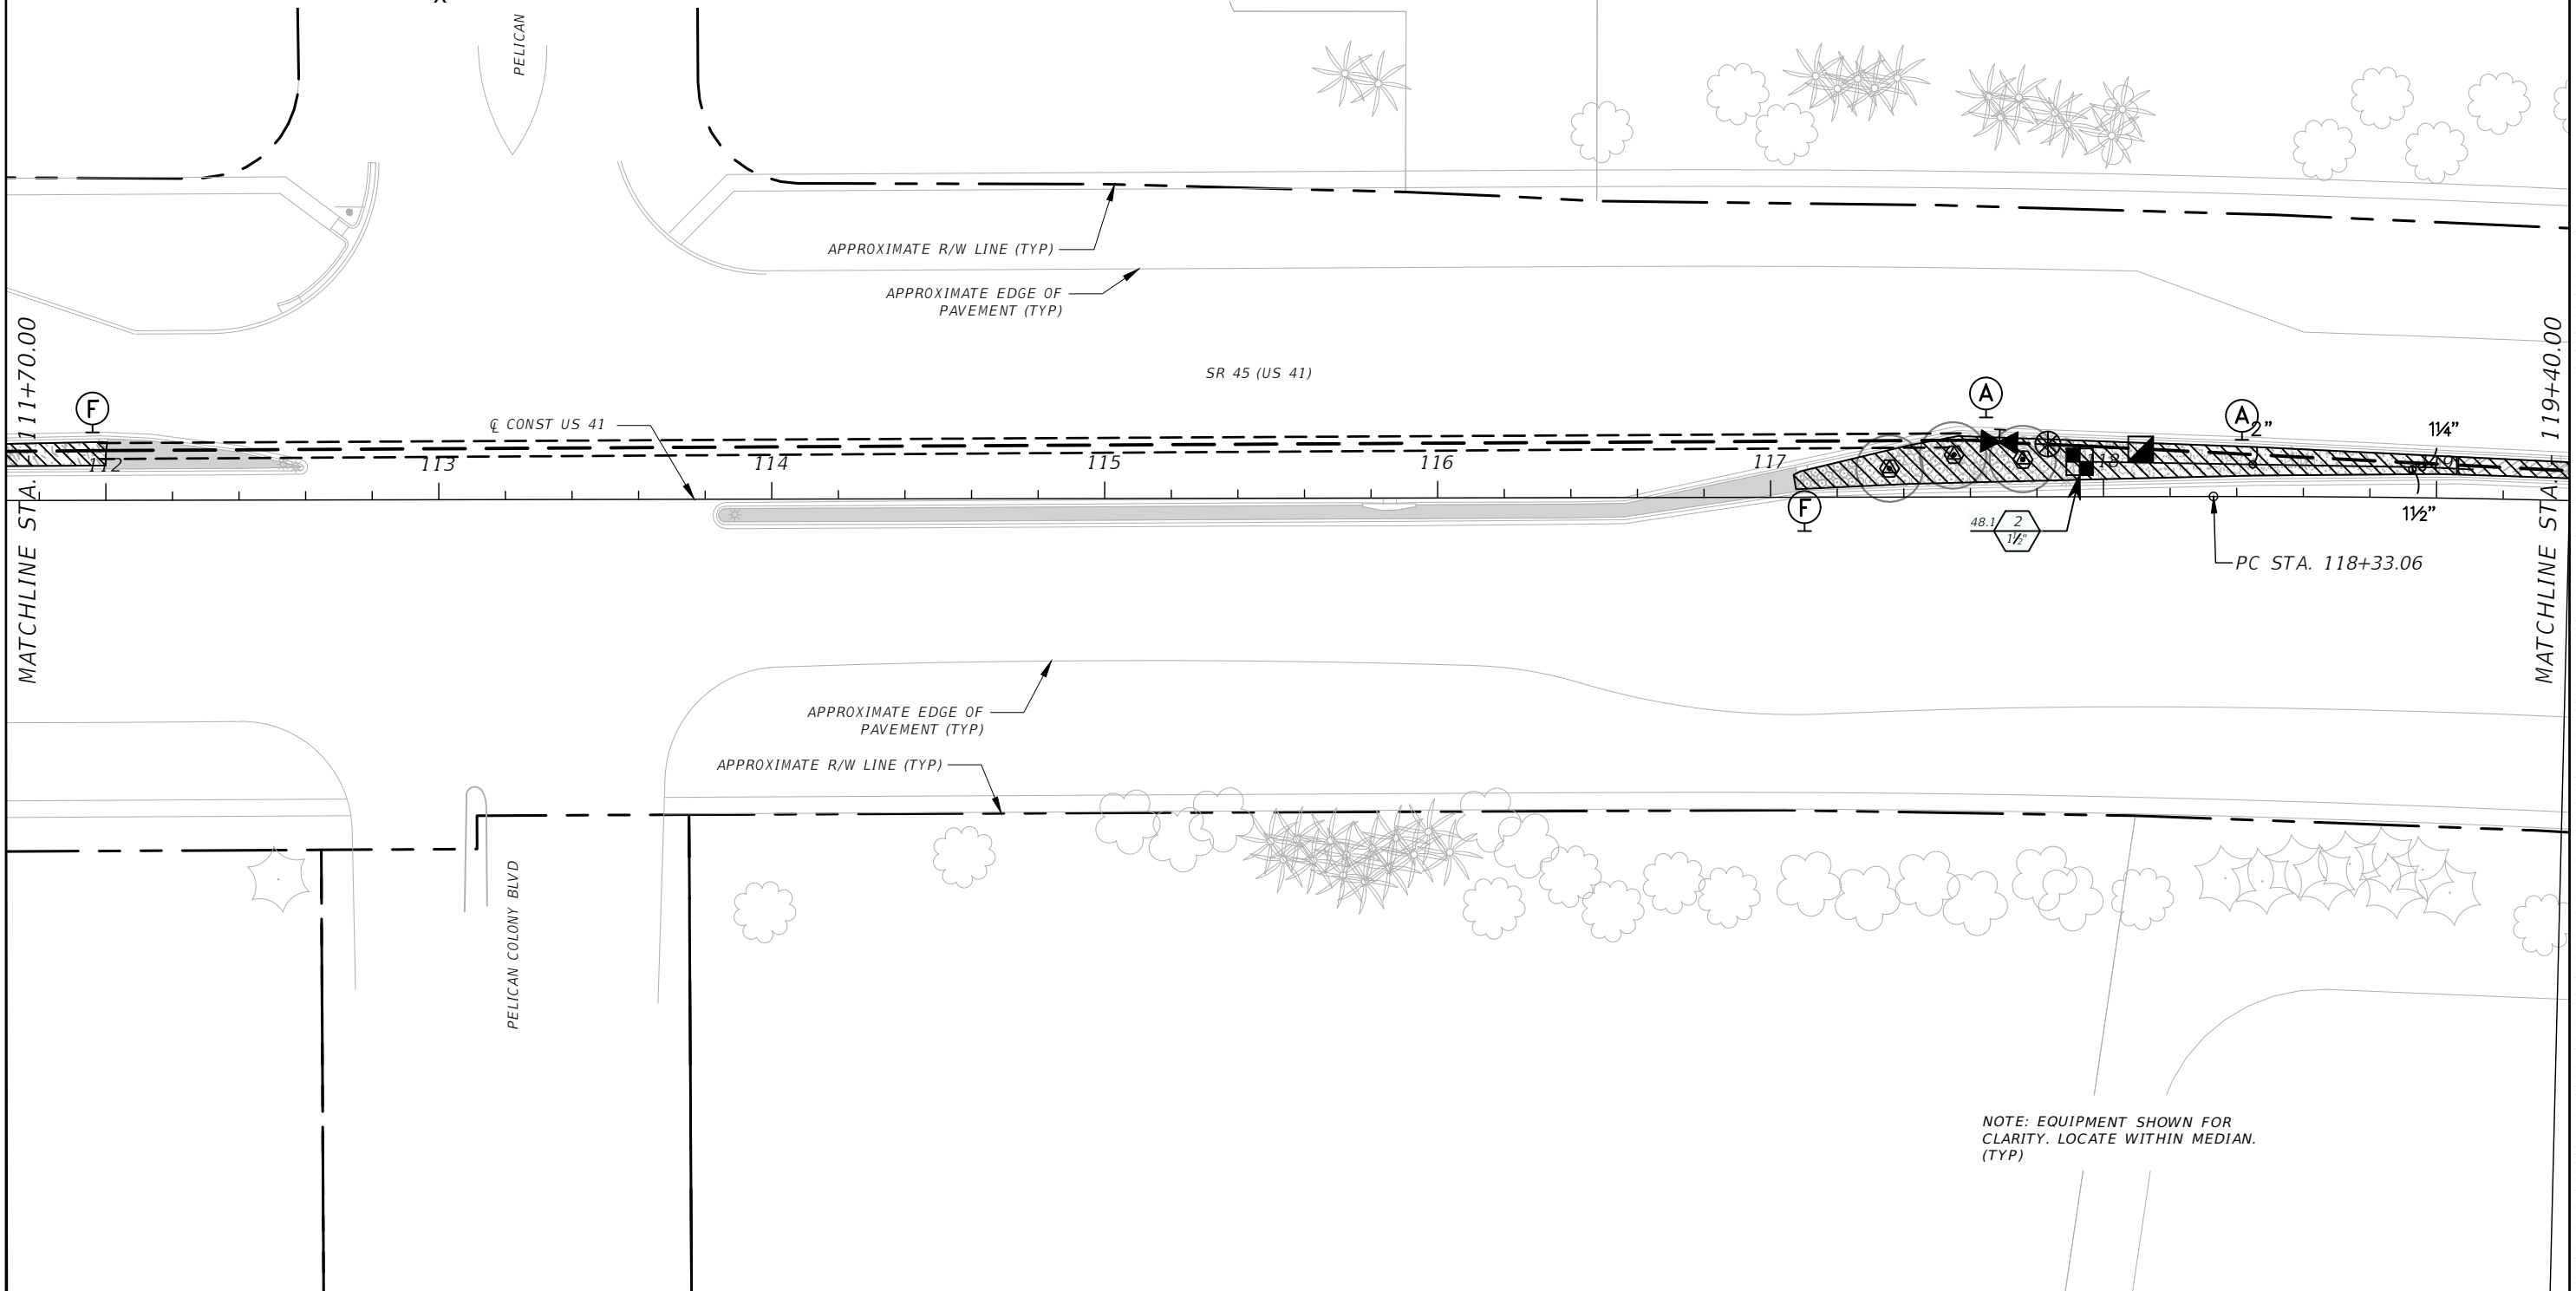 PELICAN
APPROXIMATE R/W LINE (TYP)
APPROXIMATE EDGE OF
PAVEMENT (TYP)
SR 45 (US 41)
MATCHLINE STA. 111+70.00
MATCHLINE STA. 119+40.00
F
A
A
2"
1¼"
℄ CONST US 41
112
113
114
115
116
117
118
F
1½"
48.1
2
1½"
PC STA. 118+33.06
APPROXIMATE EDGE OF
PAVEMENT (TYP)
APPROXIMATE R/W LINE (TYP)
PELICAN COLONY BLVD
NOTE: EQUIPMENT SHOWN FOR
CLARITY. LOCATE WITHIN MEDIAN.
(TYP)